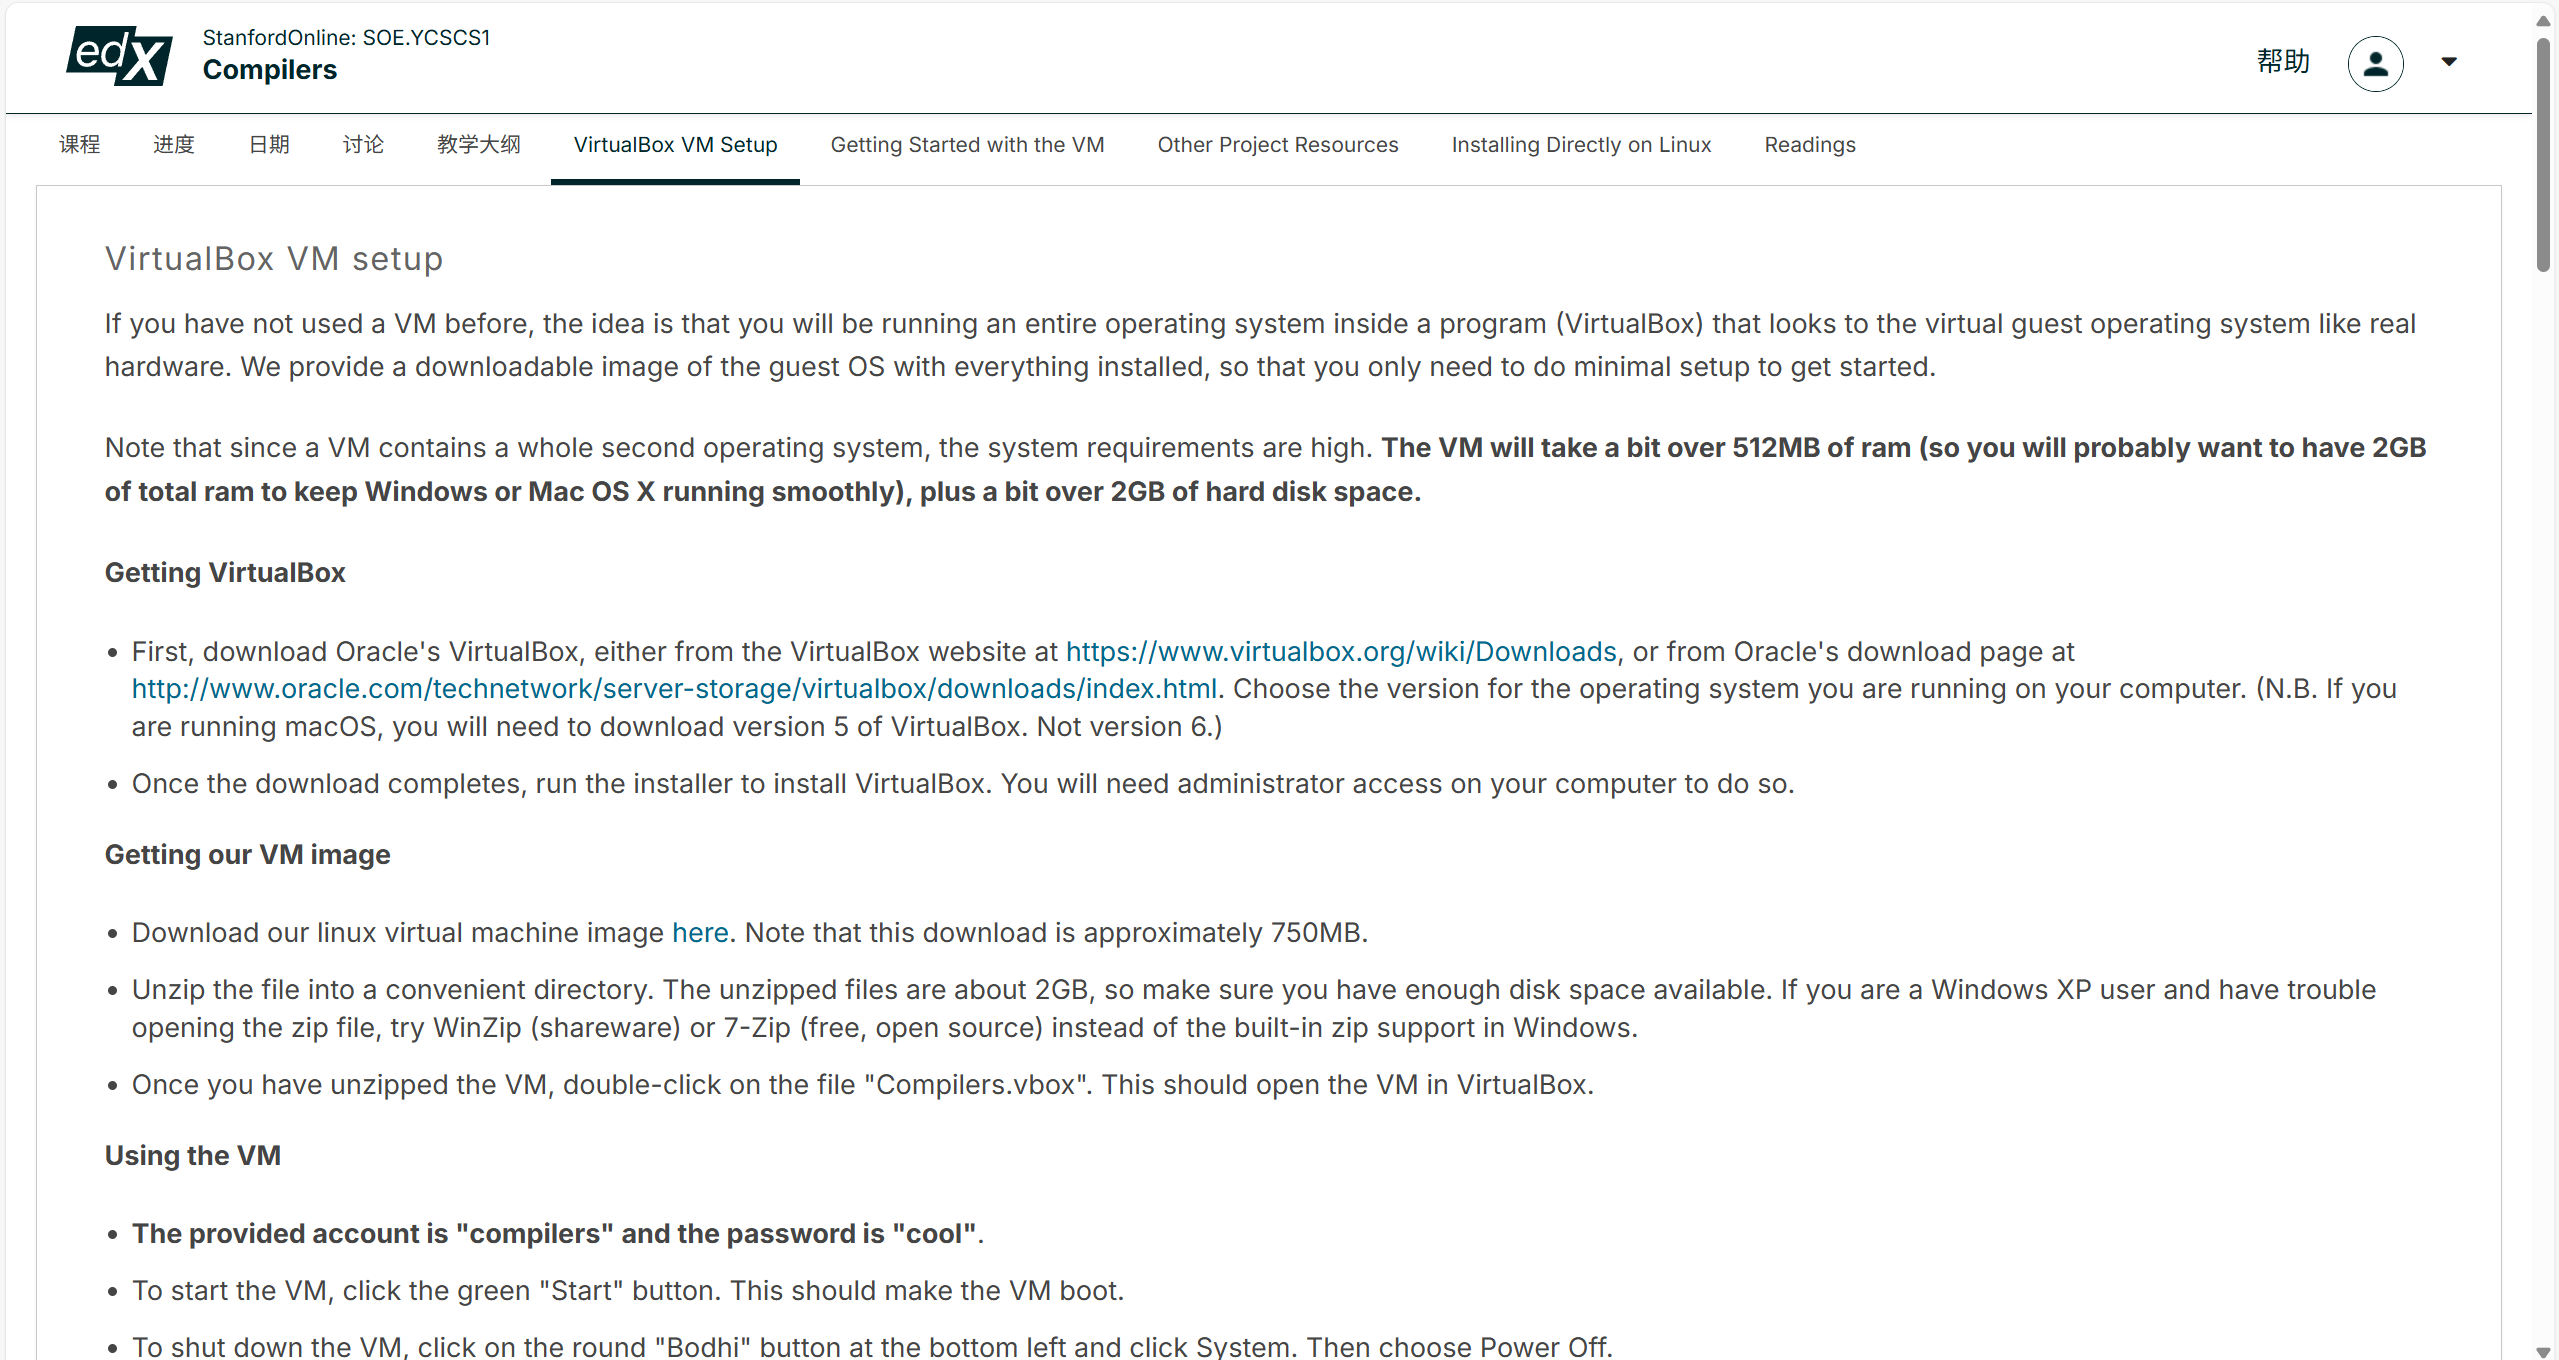 edX
StanfordOnline: SOE.YCSCS1
Compilers
帮助
课程 进度 日期 讨论 教学大纲 VirtualBox VM Setup Getting Started with the VM Other Project Resources Installing Directly on Linux Readings
VirtualBox VM setup
If you have not used a VM before, the idea is that you will be running an entire operating system inside a program (VirtualBox) that looks to the virtual guest operating system like real
hardware. We provide a downloadable image of the guest OS with everything installed, so that you only need to do minimal setup to get started.
Note that since a VM contains a whole second operating system, the system requirements are high. The VM will take a bit over 512MB of ram (so you will probably want to have 2GB
of total ram to keep Windows or Mac OS X running smoothly), plus a bit over 2GB of hard disk space.
Getting VirtualBox
• First, download Oracle's VirtualBox, either from the VirtualBox website at https://www.virtualbox.org/wiki/Downloads, or from Oracle's download page at
http://www.oracle.com/technetwork/server-storage/virtualbox/downloads/index.html. Choose the version for the operating system you are running on your computer. (N.B. If you
are running macOS, you will need to download version 5 of VirtualBox. Not version 6.)
• Once the download completes, run the installer to install VirtualBox. You will need administrator access on your computer to do so.
Getting our VM image
• Download our linux virtual machine image here. Note that this download is approximately 750MB.
• Unzip the file into a convenient directory. The unzipped files are about 2GB, so make sure you have enough disk space available. If you are a Windows XP user and have trouble
opening the zip file, try WinZip (shareware) or 7-Zip (free, open source) instead of the built-in zip support in Windows.
• Once you have unzipped the VM, double-click on the file "Compilers.vbox". This should open the VM in VirtualBox.
Using the VM
• The provided account is "compilers" and the password is "cool".
• To start the VM, click the green "Start" button. This should make the VM boot.
• To shut down the VM, click on the round "Bodhi" button at the bottom left and click System. Then choose Power Off.